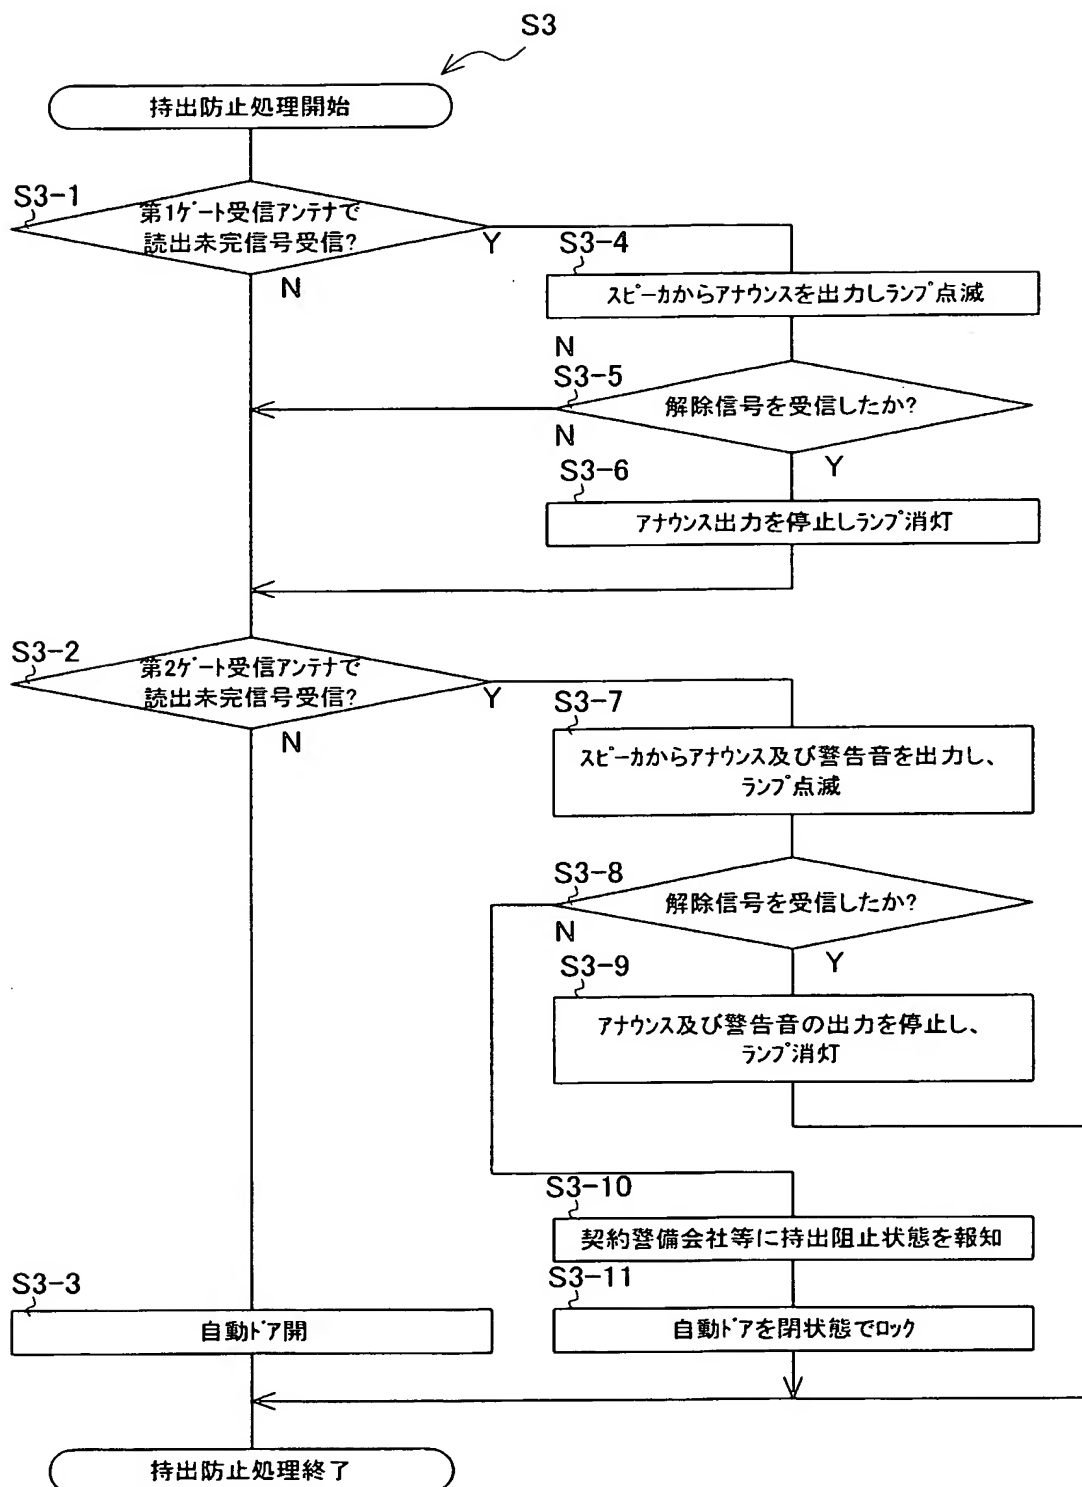 S3
持出防止処理開始
S3-1
第1ゲート受信アンテナで
読出未完信号受信?
Y
N
S3-4
スピーカからアナウンスを出力しランプ点滅
N
S3-5
解除信号を受信したか?
N
Y
S3-6
アナウンス出力を停止しランプ消灯
S3-2
第2ゲート受信アンテナで
読出未完信号受信?
Y
N
S3-7
スピーカからアナウンス及び警告音を出力し、
ランプ点滅
S3-8
解除信号を受信したか?
N
Y
S3-9
アナウンス及び警告音の出力を停止し、
ランプ消灯
S3-10
契約警備会社等に持出阻止状態を報知
S3-11
自動ドアを閉状態でロック
S3-3
自動ドア開
持出防止処理終了